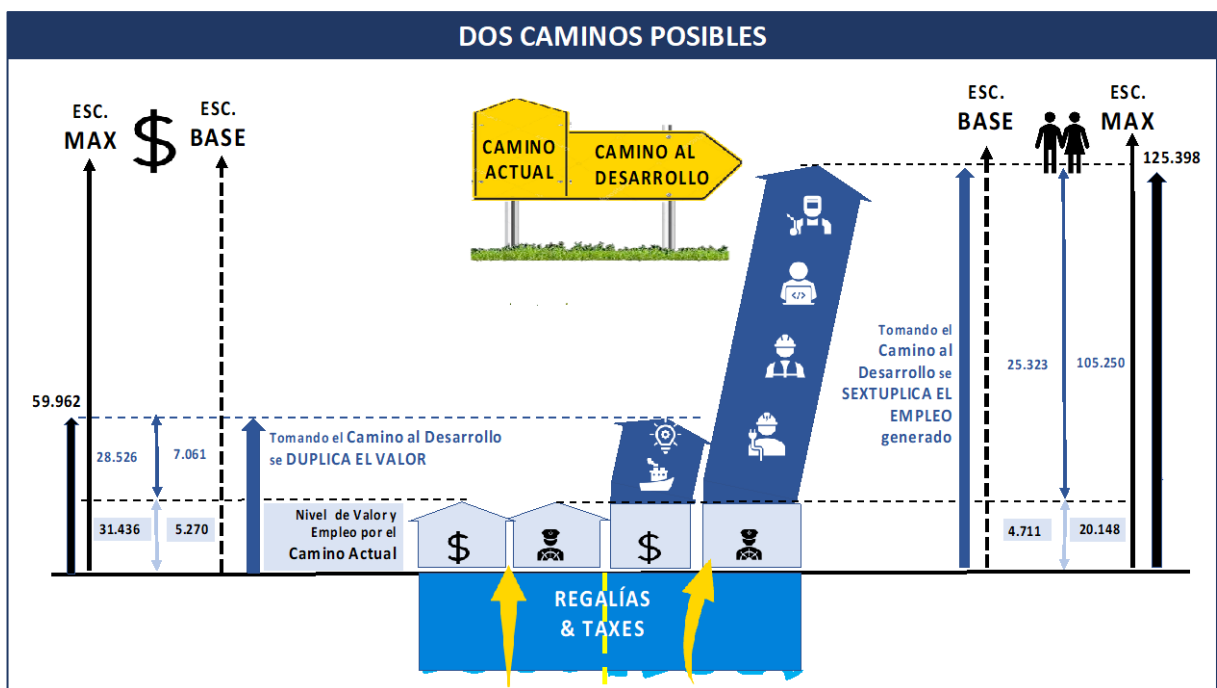 DOS CAMINOS POSIBLES
ESC.
MAX
$
ESC.
BASE
CAMINO
ACTUAL
CAMINO AL
DESARROLLO
ESC.
BASE
ESC.
MAX
125.398
59.962
28.526
7.061
Tomando el Camino al Desarrollo
se DUPLICA EL VALOR
Tomando el
Camino al
Desarrollo se
SEXTUPLICA EL
EMPLEO
generado
25.323
105.250
31.436
5.270
Nivel de Valor y
Empleo por el
Camino Actual
$
$
4.711
20.148
REGALÍAS
& TAXES